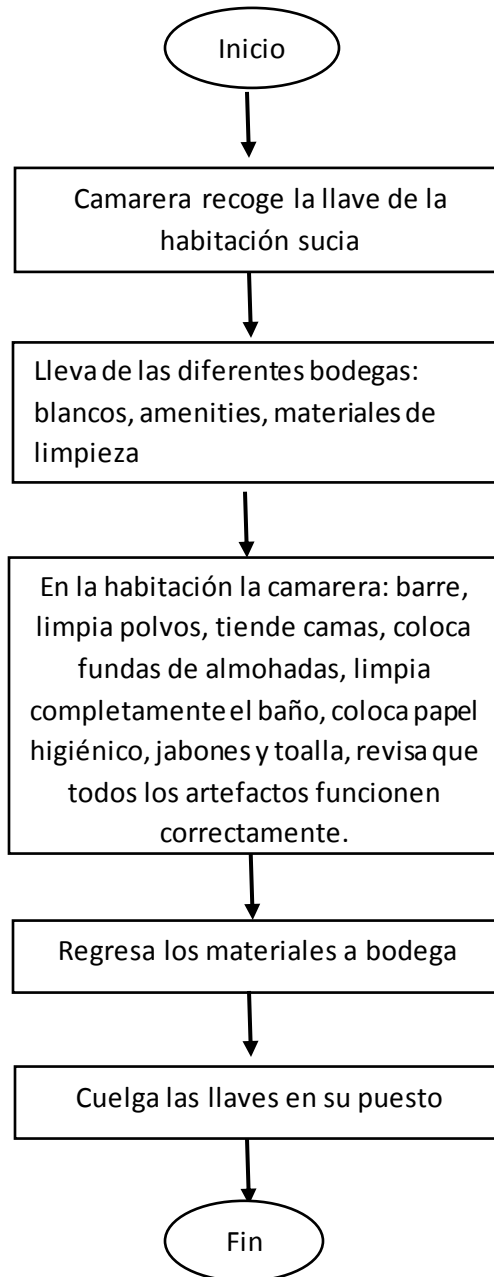 Inicio
Camarera recoge la llave de la
habitación sucia
Lleva de las diferentes bodegas:
blancos, amenities, materiales de
limpieza
En la habitación la camarera: barre,
limpia polvos, tiende camas, coloca
fundas de almohadas, limpia
completamente el baño, coloca papel
higiénico, jabones y toalla, revisa que
todos los artefactos funcionen
correctamente.
Regresa los materiales a bodega
Cuelga las llaves en su puesto
Fin